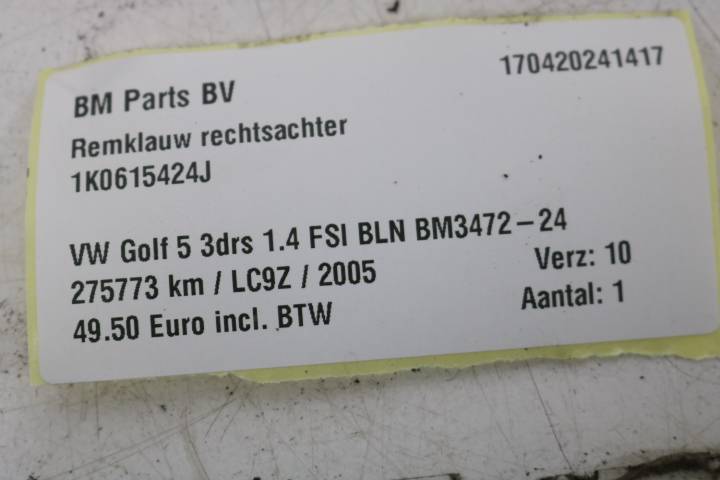 BM Parts BV 170420241417
Remklauw rechtsachter
1K0615424J
VW Golf 5 3drs 1.4 FSI BLN BM3472-24
275773 km / LC9Z / 2005 Verz: 10
49.50 Euro incl. BTW Aantal: 1